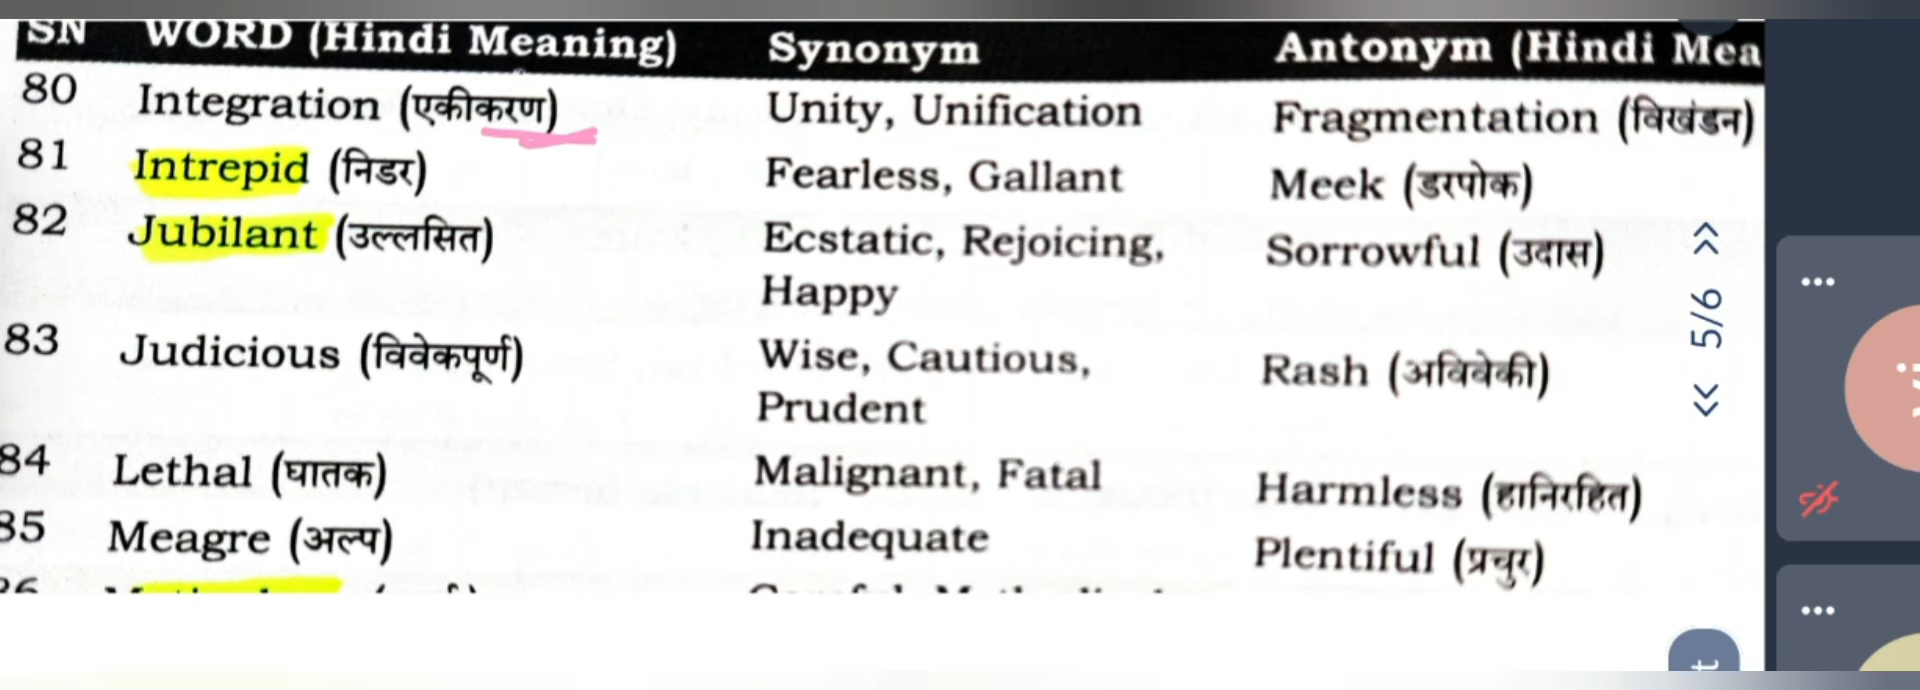 SN WORD (Hindi Meaning) Synonym Antonym (Hindi Mea
80 Integration (एकीकरण) Unity, Unification Fragmentation (विखंडन)
81 Intrepid (निडर) Fearless, Gallant Meek (डरपोक)
82 Jubilant (उल्लसित) Ecstatic, Rejoicing, Sorrowful (उदास)
Happy
83 Judicious (विवेकपूर्ण) Wise, Cautious, Rash (अविवेकी)
Prudent
84 Lethal (घातक) Malignant, Fatal Harmless (हानिरहित)
85 Meagre (अल्प) Inadequate Plentiful (प्रचुर)
<< 5/6 >>